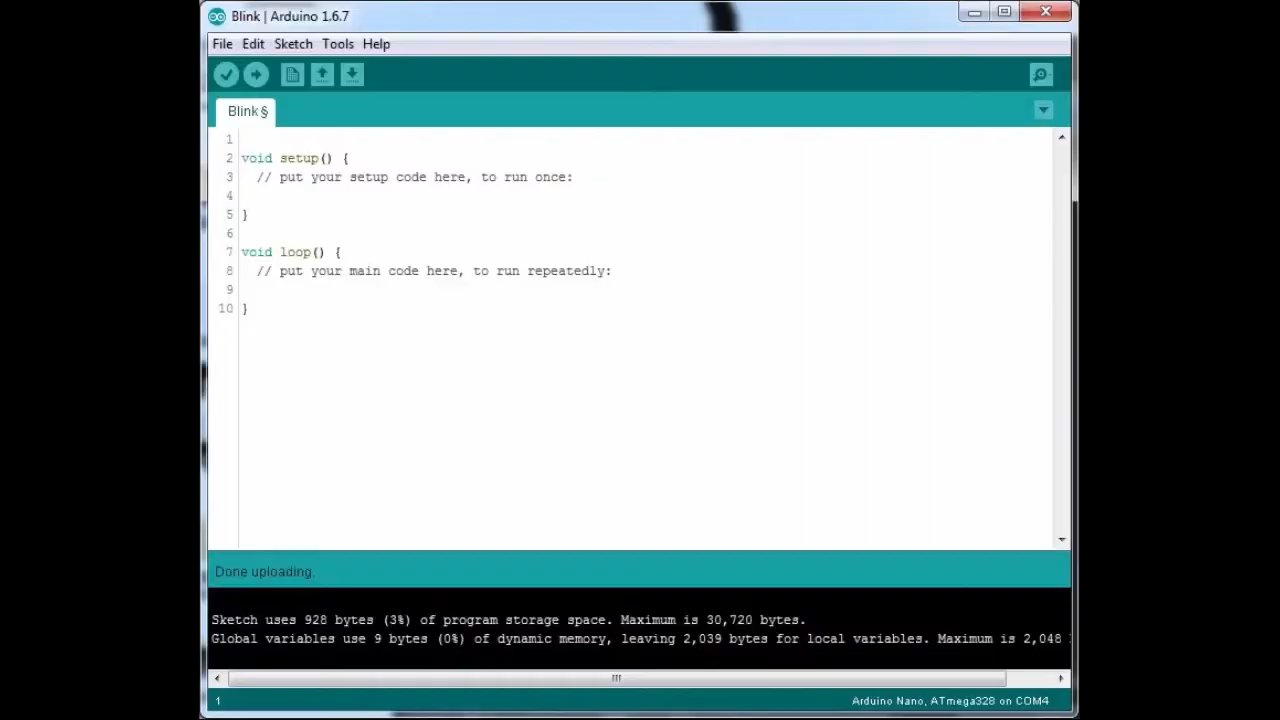 Blink | Arduino 1.6.7
File Edit Sketch Tools Help
Blink §
1
2 void setup() {
3 // put your setup code here, to run once:
4
5 }
6
7 void loop() {
8 // put your main code here, to run repeatedly:
9
10 }
Done uploading.
Sketch uses 928 bytes (3%) of program storage space. Maximum is 30,720 bytes.
Global variables use 9 bytes (0%) of dynamic memory, leaving 2,039 bytes for local variables. Maximum is 2,048
1 Arduino Nano, ATmega328 on COM4